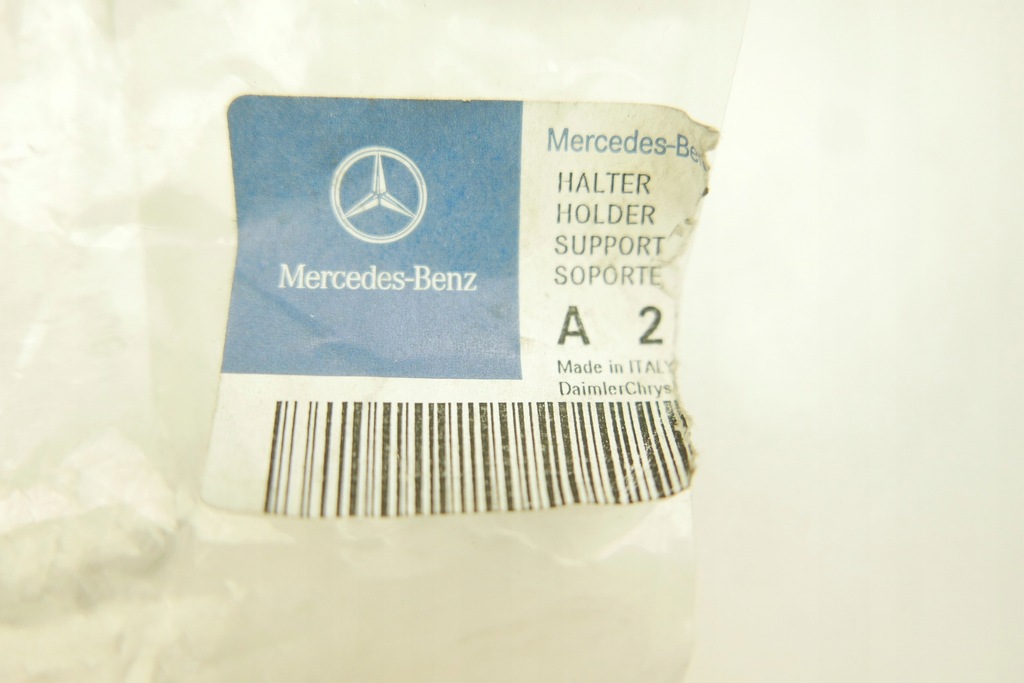 Mercedes-Benz
Mercedes-Be
HALTER
HOLDER
SUPPORT
SOPORTE
A 2
Made in ITALY
DaimlerChrys